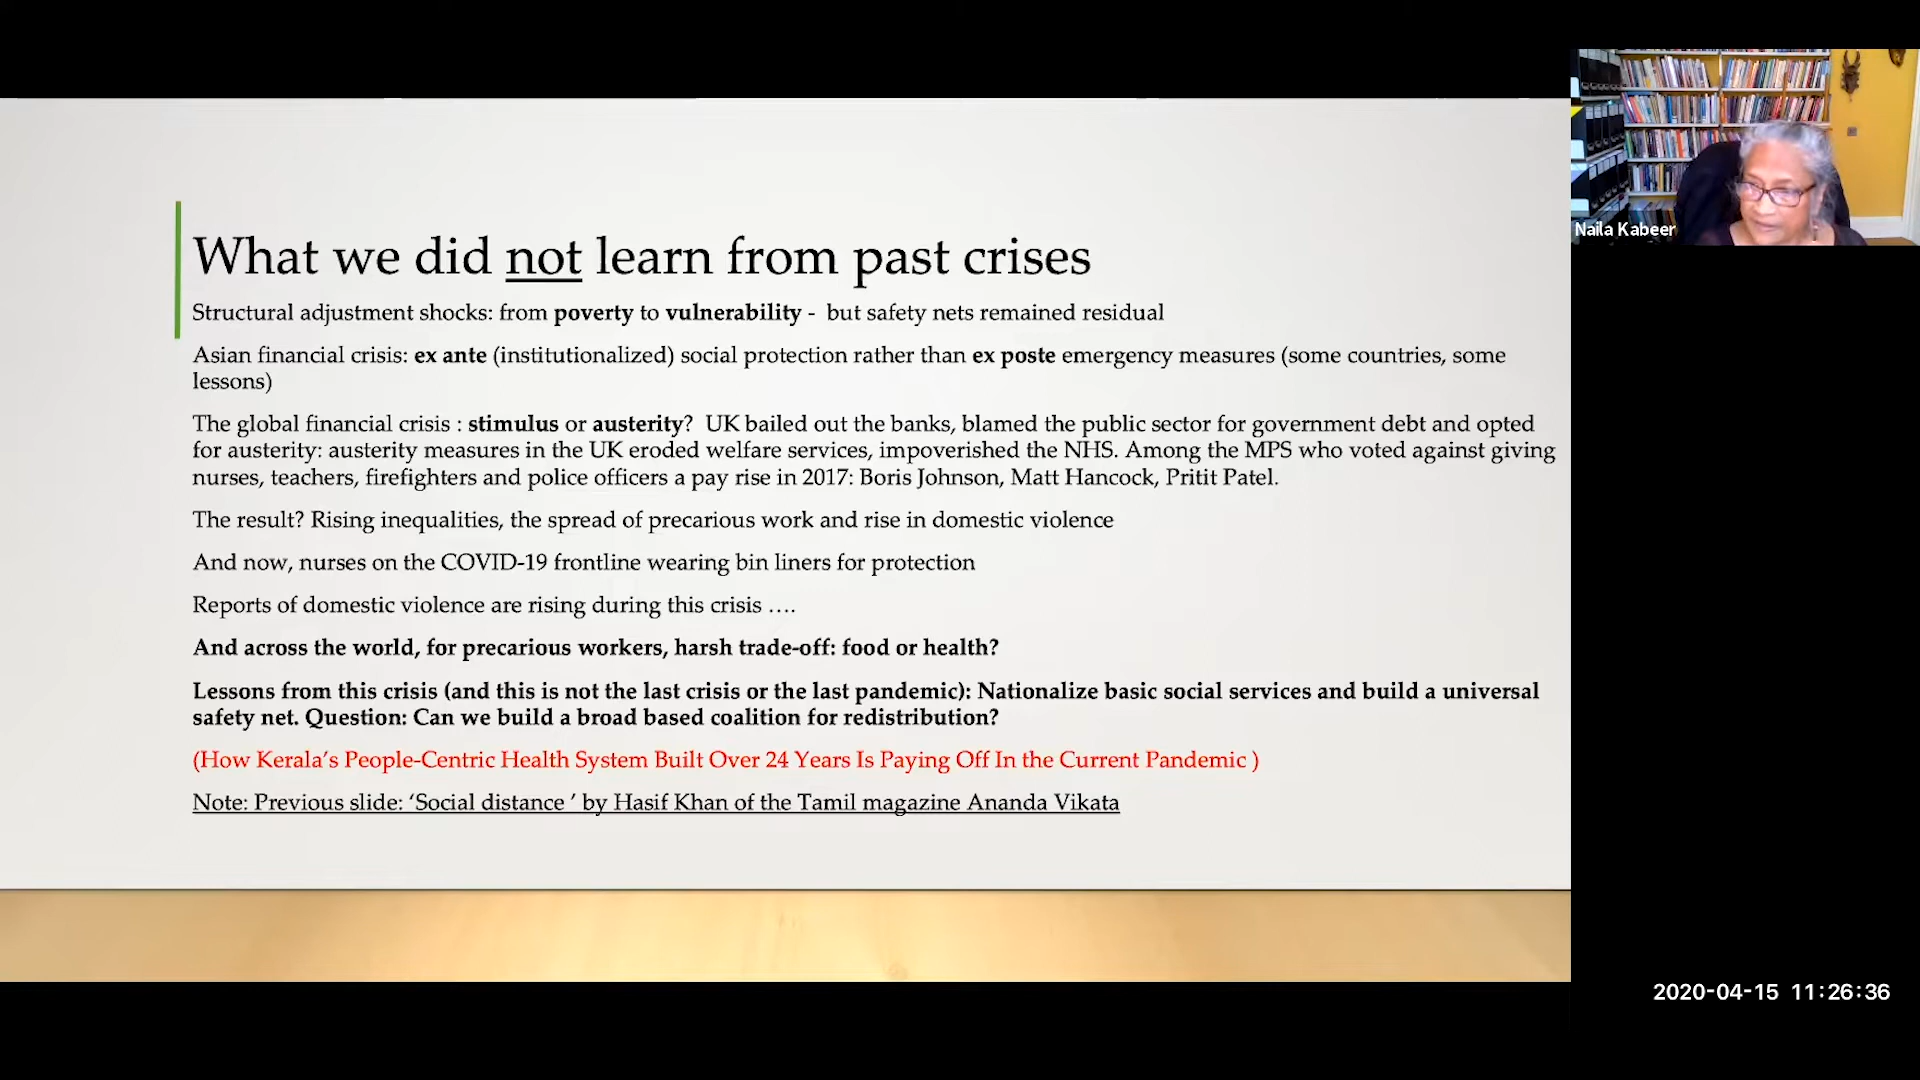 What we did not learn from past crises
Structural adjustment shocks: from poverty to vulnerability - but safety nets remained residual
Asian financial crisis: ex ante (institutionalized) social protection rather than ex poste emergency measures (some countries, some
lessons)
The global financial crisis : stimulus or austerity? UK bailed out the banks, blamed the public sector for government debt and opted
for austerity: austerity measures in the UK eroded welfare services, impoverished the NHS. Among the MPS who voted against giving
nurses, teachers, firefighters and police officers a pay rise in 2017: Boris Johnson, Matt Hancock, Pritit Patel.
The result? Rising inequalities, the spread of precarious work and rise in domestic violence
And now, nurses on the COVID-19 frontline wearing bin liners for protection
Reports of domestic violence are rising during this crisis ….
And across the world, for precarious workers, harsh trade-off: food or health?
Lessons from this crisis (and this is not the last crisis or the last pandemic): Nationalize basic social services and build a universal
safety net. Question: Can we build a broad based coalition for redistribution?
(How Kerala’s People-Centric Health System Built Over 24 Years Is Paying Off In the Current Pandemic )
Note: Previous slide: ‘Social distance ’ by Hasif Khan of the Tamil magazine Ananda Vikata
Naila Kabeer
2020-04-15 11:26:36